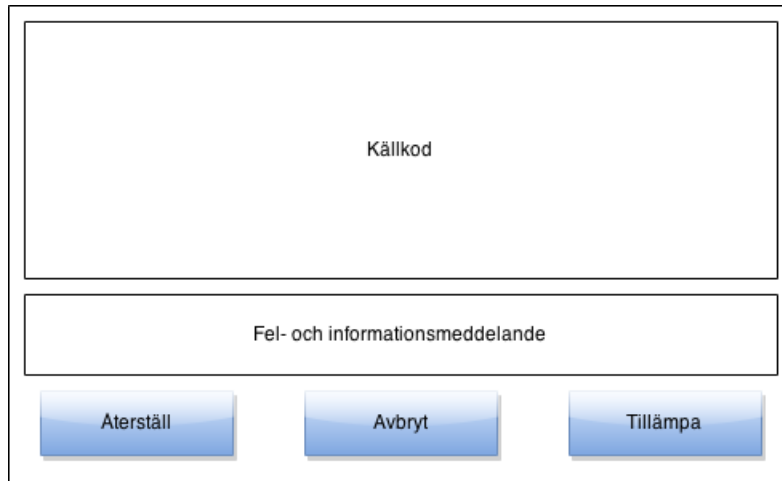 Källkod
Fel- och informationsmeddelande
Återställ
Avbryt
Tillämpa